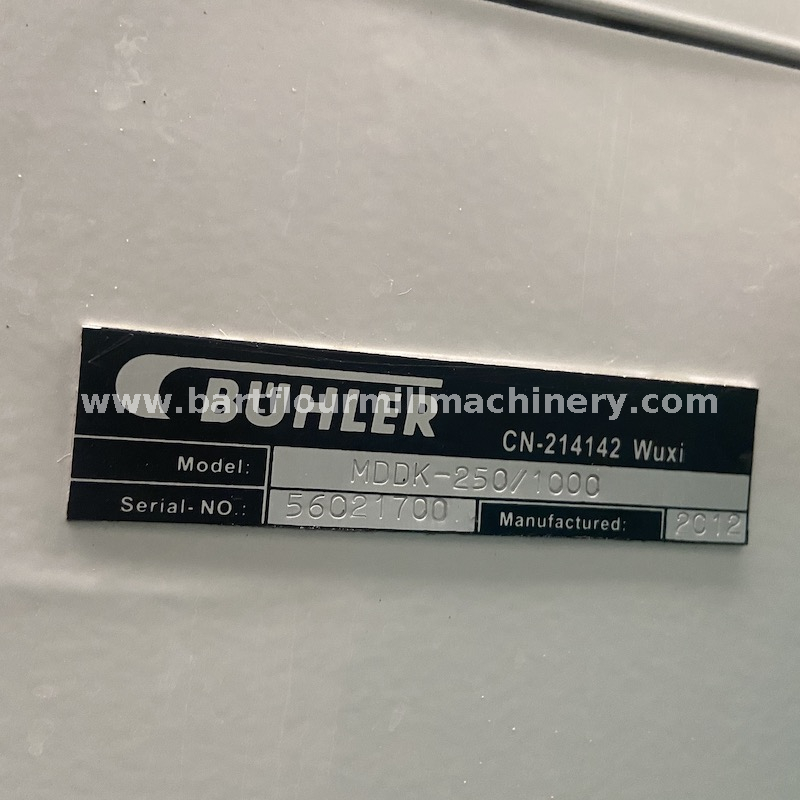 BÜHLER
www.bartflourmillmachinery.com
CN-214142 Wuxi
Model: MDDK-250/1000
Serial-NO.: 56021700 Manufactured: 2012